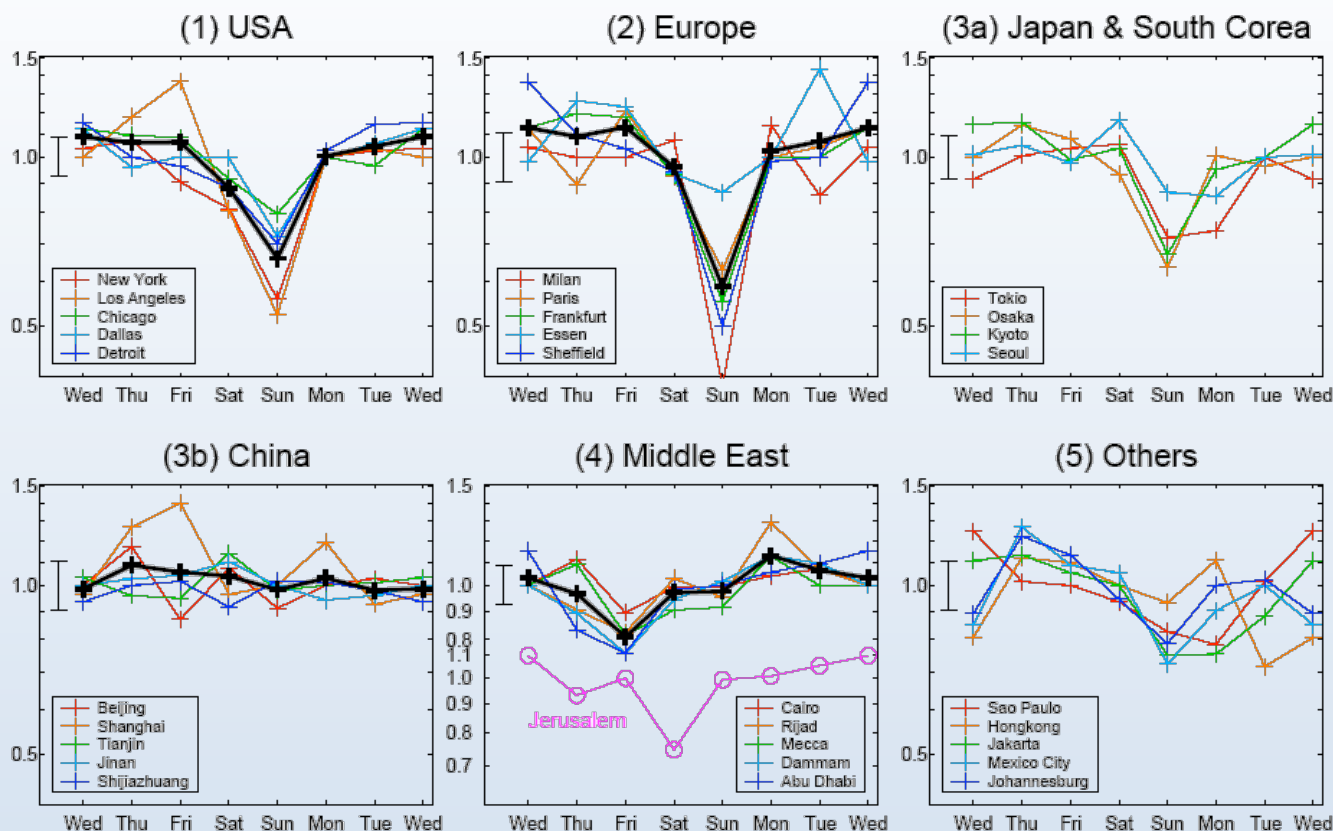 (1) USA
(2) Europe
(3a) Japan & South Corea
1.5
1.0
0.5
New York
Los Angeles
Chicago
Dallas
Detroit
Wed Thu Fri Sat Sun Mon Tue Wed
1.5
1.0
0.5
Milan
Paris
Frankfurt
Essen
Sheffield
Wed Thu Fri Sat Sun Mon Tue Wed
1.5
1.0
0.5
Tokio
Osaka
Kyoto
Seoul
Wed Thu Fri Sat Sun Mon Tue Wed
(3b) China
(4) Middle East
(5) Others
1.5
1.0
0.5
Beijing
Shanghai
Tianjin
Jinan
Shijiazhuang
Wed Thu Fri Sat Sun Mon Tue Wed
1.5
1.0
0.9
0.8
1.1
1.0
0.9
0.8
0.7
Jerusalem
Cairo
Rijad
Mecca
Dammam
Abu Dhabi
Wed Thu Fri Sat Sun Mon Tue Wed
1.5
1.0
0.5
Sao Paulo
Hongkong
Jakarta
Mexico City
Johannesburg
Wed Thu Fri Sat Sun Mon Tue Wed